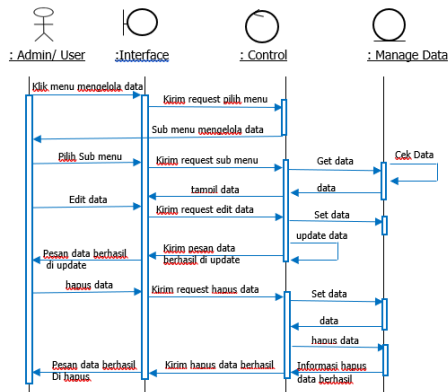 : Admin/ User
:Interface
: Control
: Manage Data
Klik menu mengelola data
Kirim request pilih menu
Sub menu mengelola data
Pilih Sub menu
Kirim request sub menu
Get data
Cek Data
tamoil data
data
Edit data
Kirim request edit data
Set data
update data
Pesan data berhasil
di update
Kirim pesan data
berhasil di update
hapus data
Kirim request hapus data
Set data
data
hapus data
Pesan data berhasil
Di hapus
Kirim hapus data berhasil
Informasi hapus
data berhasil